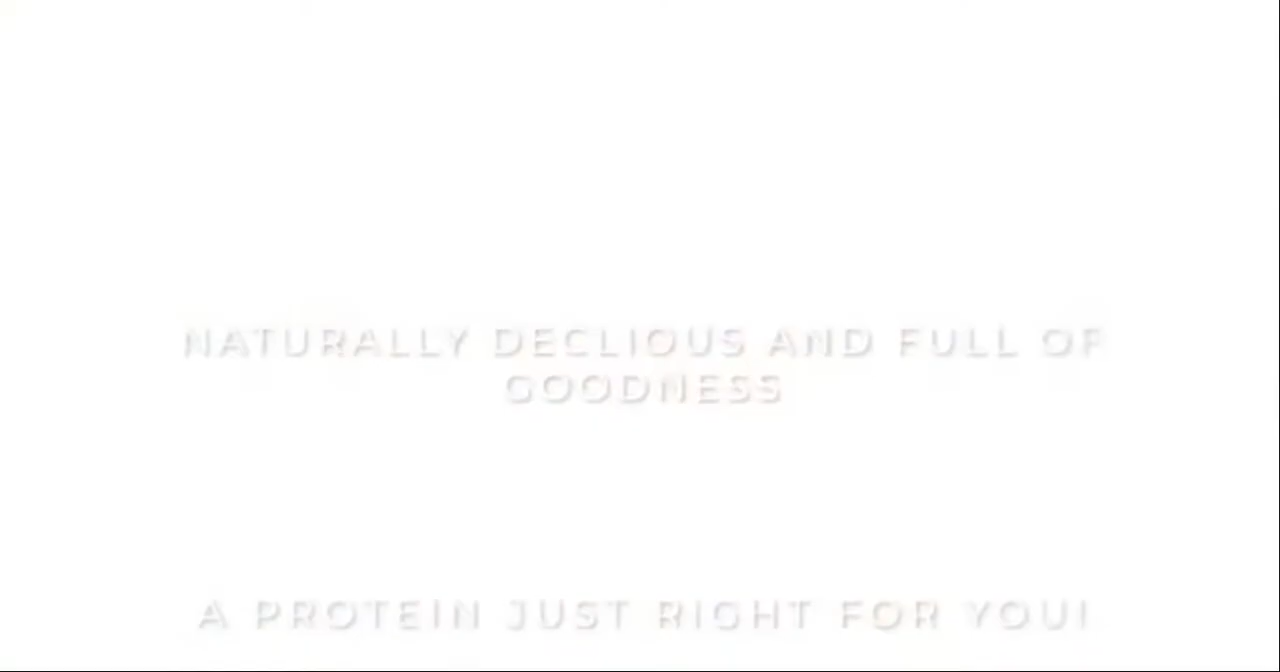 NATURALLY DECLIOUS AND FULL OF
GOODNESS
A PROTEIN JUST RIGHT FOR YOU!